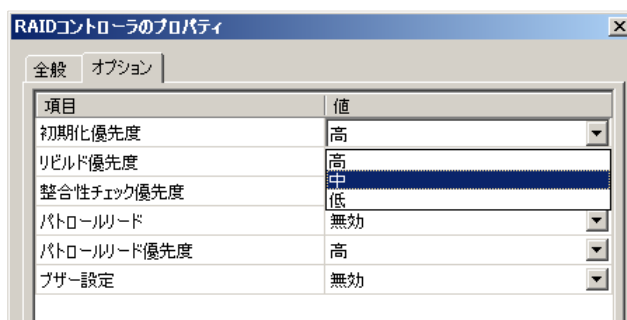 RAIDコントローラのプロパティ
全般 オプション
項目 値
初期化優先度 高
リビルド優先度 高
整合性チェック優先度 中
低
パトロールリード 無効
パトロールリード優先度 高
ブザー設定 無効